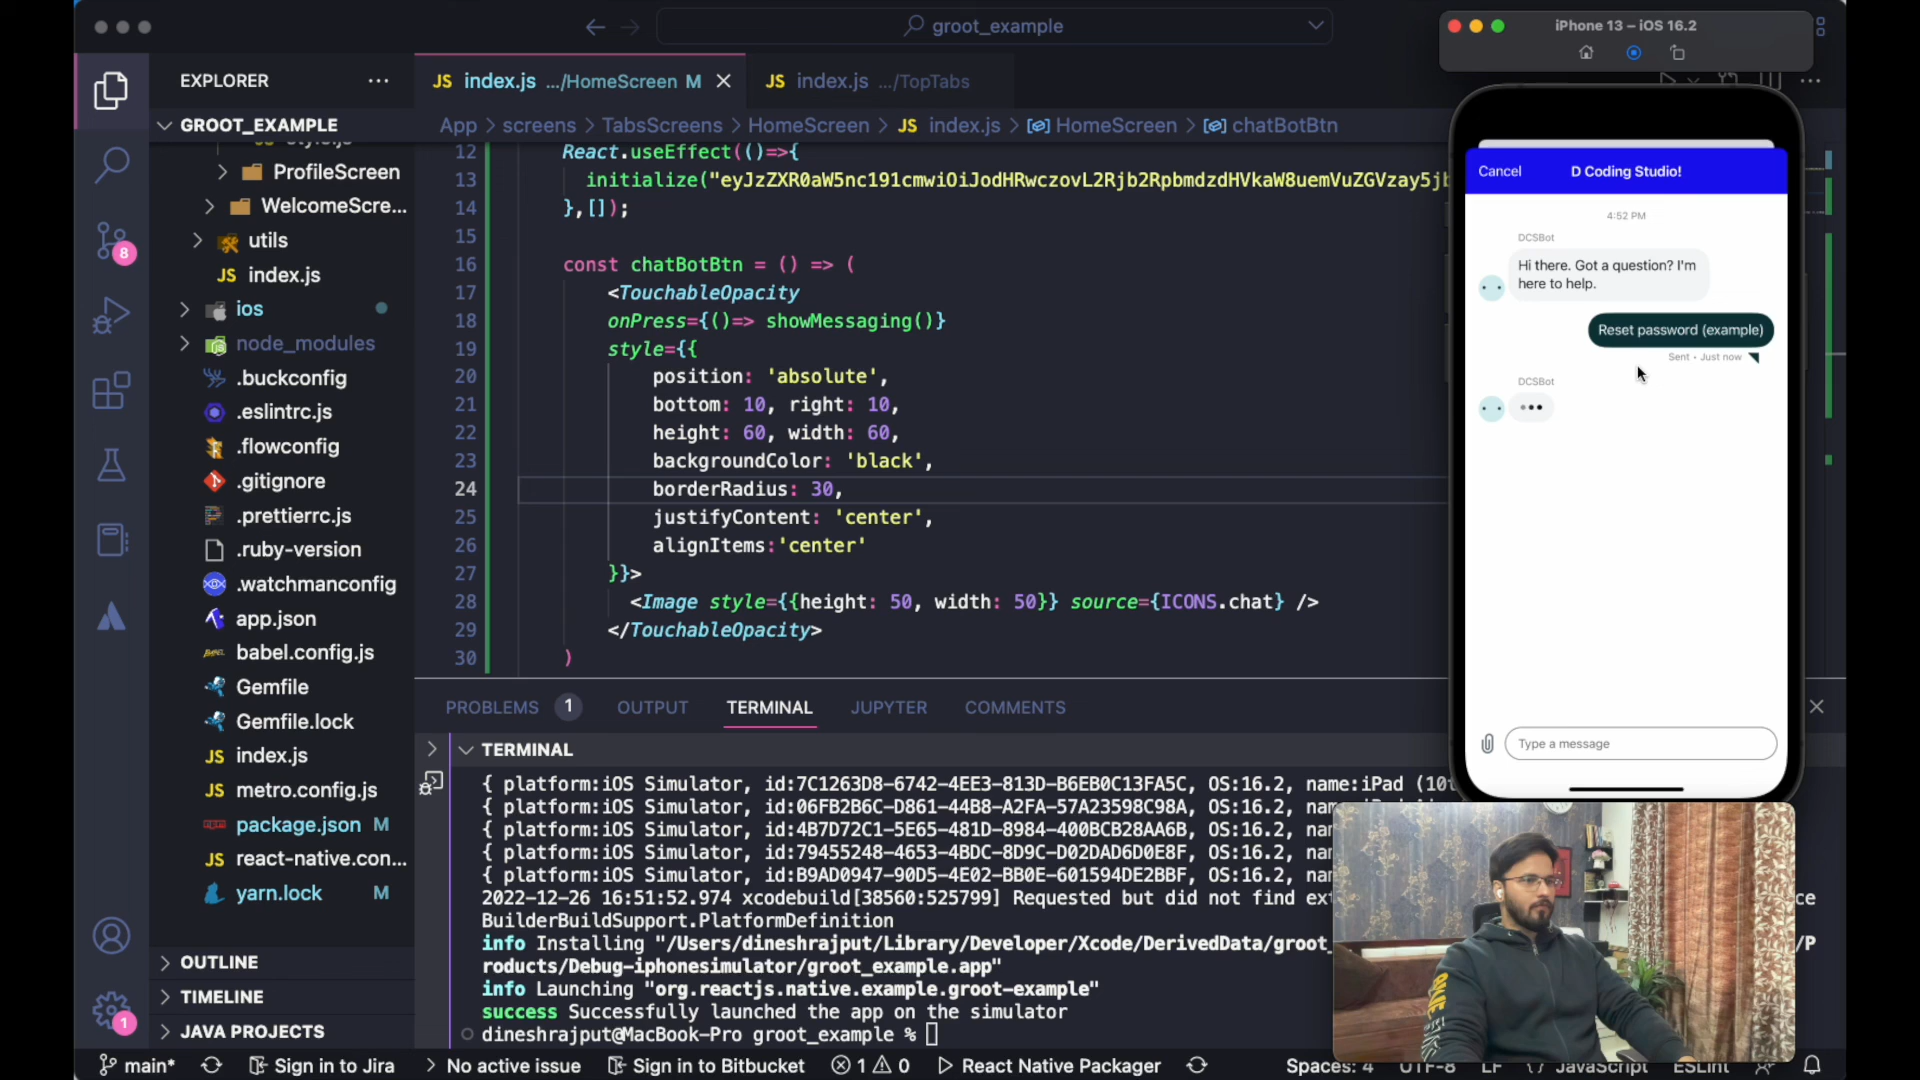 groot_example
iPhone 13 – iOS 16.2
EXPLORER
JS index.js .../HomeScreen M
JS index.js .../TopTabs
GROOT_EXAMPLE
App > screens > TabsScreens > HomeScreen > JS index.js > HomeScreen > chatBotBtn
ProfileScreen
WelcomeScre...
utils
JS index.js
ios
node_modules
.buckconfig
.eslintrc.js
.flowconfig
.gitignore
.prettierrc.js
.ruby-version
.watchmanconfig
app.json
babel.config.js
Gemfile
Gemfile.lock
JS index.js
JS metro.config.js
package.json M
JS react-native.con...
yarn.lock M
OUTLINE
TIMELINE
JAVA PROJECTS
8
1
12 React.useEffect(()=>{
13 initialize("eyJzZXR0aW5nc191cmwiOiJodHRwczovL2Rjb2RpbmdzdHVkaW8uemVuZGVzay5jb
14 },[]);
15
16 const chatBotBtn = () => (
17 <TouchableOpacity
18 onPress={()=> showMessaging()}
19 style={{
20 position: 'absolute',
21 bottom: 10, right: 10,
22 height: 60, width: 60,
23 backgroundColor: 'black',
24 borderRadius: 30,
25 justifyContent: 'center',
26 alignItems:'center'
27 }}>
28 <Image style={{height: 50, width: 50}} source={ICONS.chat} />
29 </TouchableOpacity>
30 )
PROBLEMS 1 OUTPUT TERMINAL JUPYTER COMMENTS
TERMINAL
{ platform:iOS Simulator, id:7C1263D8-6742-4EE3-813D-B6EB0C13FA5C, OS:16.2, name:iPad (10t
{ platform:iOS Simulator, id:06FB2B6C-D861-44B8-A2FA-57A23598C98A, OS:16.2,
{ platform:iOS Simulator, id:4B7D72C1-5E65-481D-8984-400BCB28AA6B, OS:16.2,
{ platform:iOS Simulator, id:79455248-4653-4BDC-8D9C-D02DAD6D0E8F, OS:16.2,
{ platform:iOS Simulator, id:B9AD0947-90D5-4E02-BB0E-601594DE2BBF, OS:16.2,
2022-12-26 16:51:52.974 xcodebuild[38560:525799] Requested but did not find
BuilderBuildSupport.PlatformDefinition
info Installing "/Users/dineshrajput/Library/Developer/Xcode/DerivedData/groot_
roducts/Debug-iphonesimulator/groot_example.app"
info Launching "org.reactjs.native.example.groot-example"
success Successfully launched the app on the simulator
dineshrajput@MacBook-Pro groot_example %
Cancel D Coding Studio!
4:52 PM
DCSBot
Hi there. Got a question? I'm
here to help.
Reset password (example)
Sent • Just now
DCSBot
Type a message
main* Sign in to Jira No active issue Sign in to Bitbucket 1 0 React Native Packager Spaces: 4 UTF-8 LF {} JavaScript ESLint